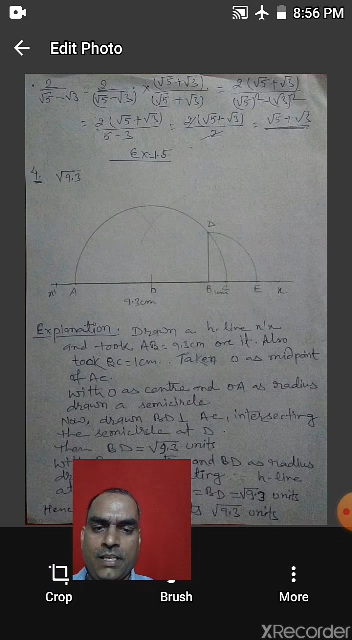 8:56 PM
Edit Photo
2/(√5-√3) = 2/(√5-√3) × (√5+√3)/(√5+√3) = 2(√5+√3)/((√5)²-(√3)²)
= 2(√5+√3)/(5-3) = 2(√5+√3)/2 = √5+√3
Ex-1.5
4. √9.3
D
x' A O B 1cm C E x
9.3cm
Explanation. Drawn a h-line x'x
and took AB = 9.3cm on it. Also
took BC = 1cm. Taken O as midpoint
of AC.
With O as centre and OA as radius
drawn a semicircle.
Now, drawn BD⊥ AC, intersecting
the semicircle at D.
Then BD = √9.3 units
and BD as radius
h-line
= BD = √9.3 units
√9.3 units
Crop
Brush
More
XRecorder